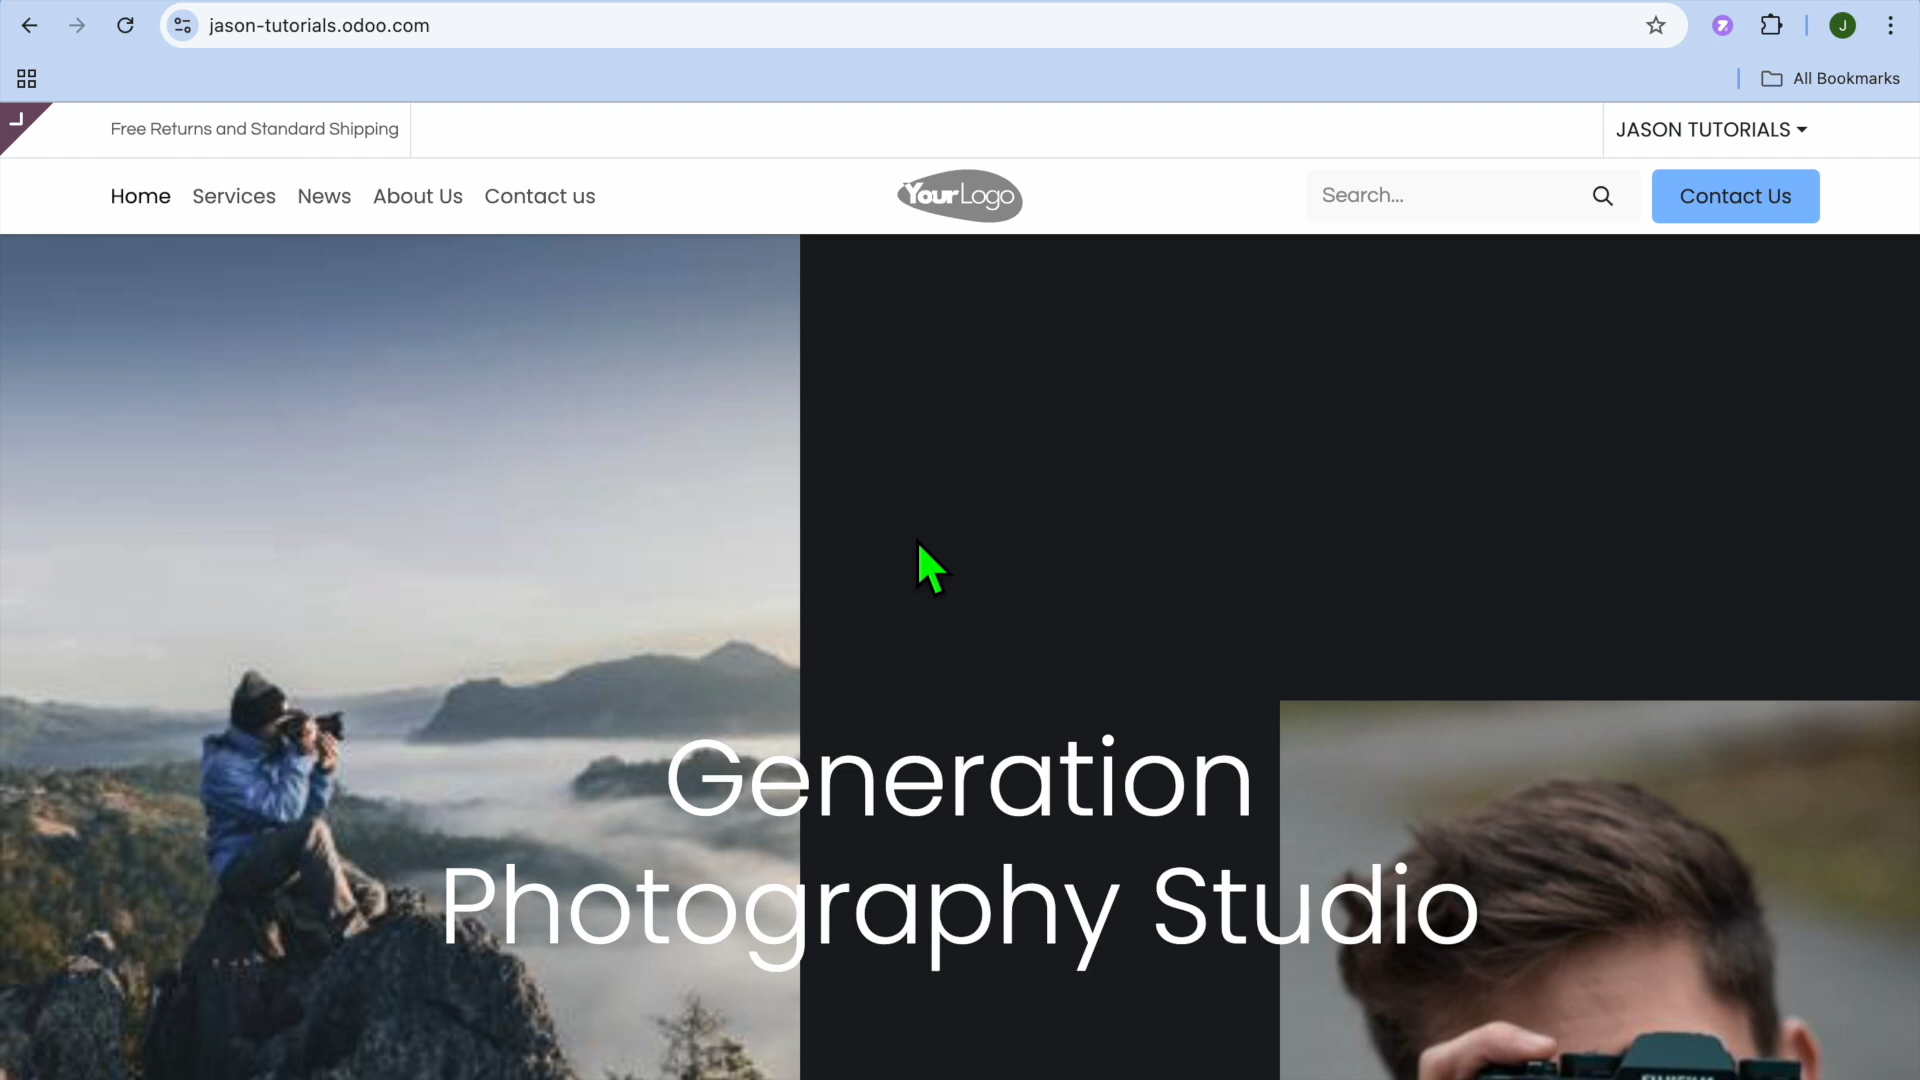 jason-tutorials.odoo.com
J
All Bookmarks
Free Returns and Standard Shipping
JASON TUTORIALS
Home Services News About Us Contact us
YourLogo
Search...
Contact Us
Generation
Photography Studio
FUJIFILM